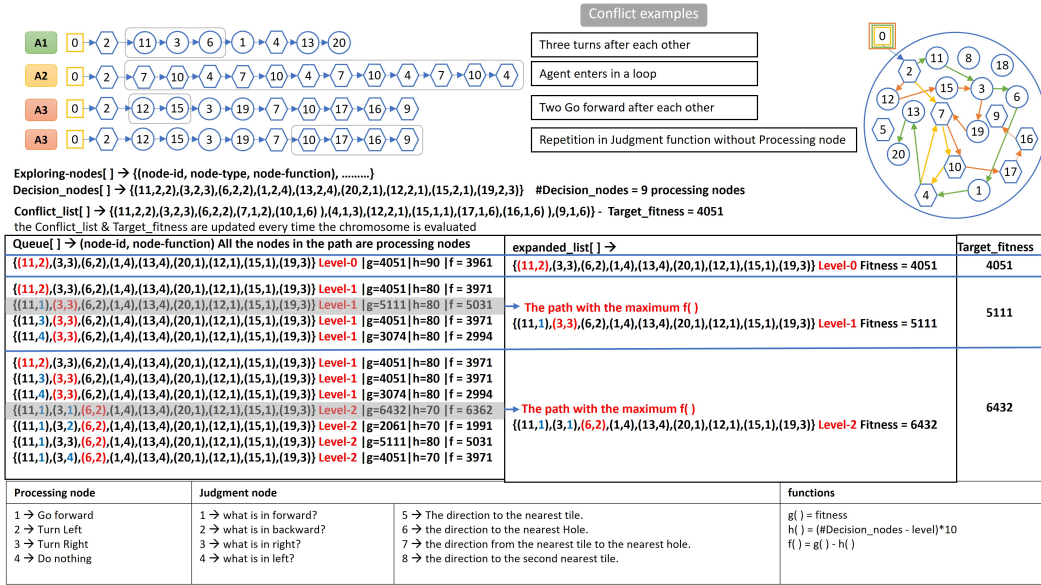 Conflict examples
A1 0 2 11 3 6 1 4 13 20 Three turns after each other
A2 0 2 7 10 4 7 10 4 7 10 4 7 10 4 Agent enters in a loop
A3 0 2 12 15 3 19 7 10 17 16 9 Two Go forward after each other
A3 0 2 12 15 3 19 7 10 17 16 9 Repetition in Judgment function without Processing node
0
11 8 18
2
12 15 3 6
13 7 9
5 19 16
20 10 17
4 1
Exploring-nodes[ ] → {(node-id, node-type, node-function), .........}
Decision_nodes[ ] → {(11,2,2),(3,2,3),(6,2,2),(1,2,4),(13,2,4),(20,2,1),(12,2,1),(15,2,1),(19,2,3)} #Decision_nodes = 9 processing nodes
Conflict_list[ ] → {(11,2,2),(3,2,3),(6,2,2),(7,1,2),(10,1,6) ),(4,1,3),(12,2,1),(15,1,1),(17,1,6),(16,1,6) ),(9,1,6)} - Target_fitness = 4051
the Conflict_list & Target_fitness are updated every time the chromosome is evaluated
Queue[ ] → (node-id, node-function) All the nodes in the path are processing nodes
{(11,2),(3,3),(6,2),(1,4),(13,4),(20,1),(12,1),(15,1),(19,3)} Level-0 |g=4051|h=90 |f = 3961
{(11,2),(3,3),(6,2),(1,4),(13,4),(20,1),(12,1),(15,1),(19,3)} Level-1 |g=4051|h=80 |f = 3971
{(11,1),(3,3),(6,2),(1,4),(13,4),(20,1),(12,1),(15,1),(19,3)} Level-1 |g=5111|h=80 |f = 5031
{(11,3),(3,3),(6,2),(1,4),(13,4),(20,1),(12,1),(15,1),(19,3)} Level-1 |g=4051|h=80 |f = 3971
{(11,4),(3,3),(6,2),(1,4),(13,4),(20,1),(12,1),(15,1),(19,3)} Level-1 |g=3074|h=80 |f = 2994
{(11,2),(3,3),(6,2),(1,4),(13,4),(20,1),(12,1),(15,1),(19,3)} Level-1 |g=4051|h=80 |f = 3971
{(11,3),(3,3),(6,2),(1,4),(13,4),(20,1),(12,1),(15,1),(19,3)} Level-1 |g=4051|h=80 |f = 3971
{(11,4),(3,3),(6,2),(1,4),(13,4),(20,1),(12,1),(15,1),(19,3)} Level-1 |g=3074|h=80 |f = 2994
{(11,1),(3,1),(6,2),(1,4),(13,4),(20,1),(12,1),(15,1),(19,3)} Level-2 |g=6432|h=70 |f = 6362
{(11,1),(3,2),(6,2),(1,4),(13,4),(20,1),(12,1),(15,1),(19,3)} Level-2 |g=2061|h=70 |f = 1991
{(11,1),(3,3),(6,2),(1,4),(13,4),(20,1),(12,1),(15,1),(19,3)} Level-2 |g=5111|h=80 |f = 5031
{(11,1),(3,4),(6,2),(1,4),(13,4),(20,1),(12,1),(15,1),(19,3)} Level-2 |g=4051|h=70 |f = 3971
expanded_list[ ] →
{(11,2),(3,3),(6,2),(1,4),(13,4),(20,1),(12,1),(15,1),(19,3)} Level-0 Fitness = 4051
The path with the maximum f( )
{(11,1),(3,3),(6,2),(1,4),(13,4),(20,1),(12,1),(15,1),(19,3)} Level-1 Fitness = 5111
The path with the maximum f( )
{(11,1),(3,1),(6,2),(1,4),(13,4),(20,1),(12,1),(15,1),(19,3)} Level-2 Fitness = 6432
Target_fitness
4051
5111
6432
Processing node
1 → Go forward
2 → Turn Left
3 → Turn Right
4 → Do nothing
Judgment node
1 → what is in forward?
2 → what is in backward?
3 → what is in right?
4 → what is in left?
5 → The direction to the nearest tile.
6 → the direction to the nearest Hole.
7 → the direction from the nearest tile to the nearest hole.
8 → the direction to the second nearest tile.
functions
g( ) = fitness
h( ) = (#Decision_nodes - level)*10
f( ) = g( ) - h( )